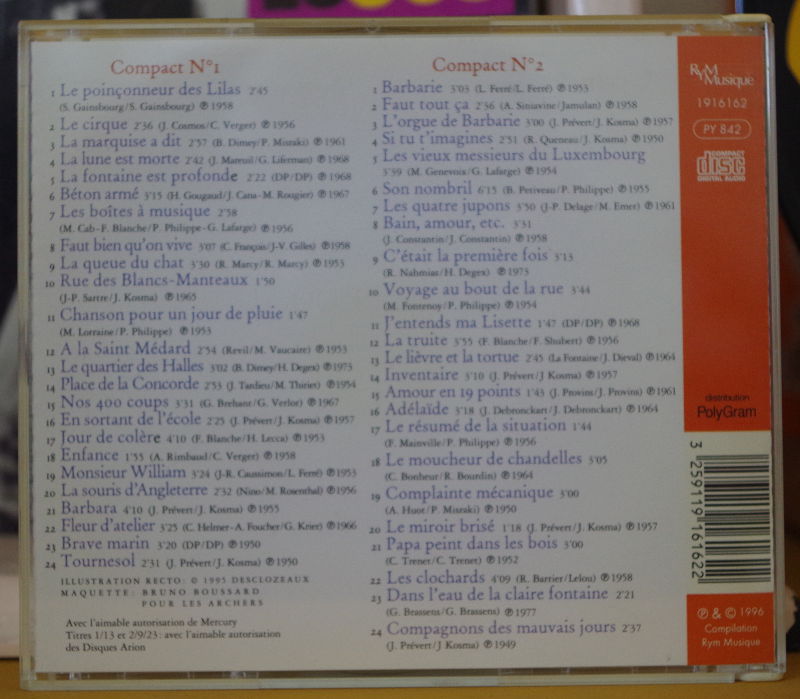 Compact N°1
1 Le poinçonneur des Lilas 2'45
(S. Gainsbourg/S. Gainsbourg) ℗ 1958
2 Le cirque 2'36 (J. Cosmos/C. Verger) ℗ 1956
3 La marquise a dit 2'57 (B. Dimey/P. Misraki) ℗ 1961
4 La lune est morte 2'42 (J. Mareuil/G. Liferman) ℗ 1968
5 La fontaine est profonde 2'22 (DP/DP) ℗ 1968
6 Béton armé 3'15 (H. Gougaud/J. Cana-M. Rougier) ℗ 1967
7 Les boîtes à musique 2'58
(M. Cab-F. Blanche/P. Philippe-G. Lafarge) ℗ 1956
8 Faut bien qu'on vive 3'07 (C. François/J-V. Gilles) ℗ 1958
9 La queue du chat 3'30 (R. Marcy/R. Marcy) ℗ 1953
10 Rue des Blancs-Manteaux 1'50
(J-P. Sartre/J. Kosma) ℗ 1965
11 Chanson pour un jour de pluie 1'47
(M. Lorraine/P. Philippe) ℗ 1953
12 A la Saint Médard 2'54 (Revil/M. Vaucaire) ℗ 1953
13 Le quartier des Halles 3'02 (B. Dimey/H. Degex) ℗ 1973
14 Place de la Concorde 2'53 (J. Tardieu/M. Thiriet) ℗ 1954
15 Nos 400 coups 3'31 (G. Brehant/G. Verlor) ℗ 1967
16 En sortant de l'école 2'25 (J. Prévert/J. Kosma) ℗ 1957
17 Jour de colère 4'10 (F. Blanche/H. Lecca) ℗ 1953
18 Enfance 1'55 (A. Rimbaud/C. Verger) ℗ 1958
19 Monsieur William 3'24 (J-R. Caussimon/L. Ferré) ℗ 1953
20 La souris d'Angleterre 2'32 (Nino/M. Rosenthal) ℗ 1956
21 Barbara 4'10 (J. Prévert/J. Kosma) ℗ 1955
22 Fleur d'atelier 3'25 (C. Helmer-A. Foucher/G. Krier) ℗ 1966
23 Brave marin 3'20 (DP/DP) ℗ 1950
24 Tournesol 2'31 (J. Prévert/J. Kosma) ℗ 1950
ILLUSTRATION RECTO: © 1995 DESCLOZEAUX
MAQUETTE: BRUNO BOUSSARD
POUR LES ARCHERS
Avec l'aimable autorisation de Mercury
Titres 1/13 et 2/9/23: avec l'aimable autorisation
des Disques Arion
Compact N°2
1 Barbarie 3'03 (L. Ferré/L. Ferré) ℗ 1953
2 Faut tout ça 2'36 (A. Siniavine/Jamulan) ℗ 1958
3 L'orgue de Barbarie 3'00 (J. Prévert/J. Kosma) ℗ 1957
4 Si tu t'imagines 2'51 (R. Queneau/J. Kosma) ℗ 1950
5 Les vieux messieurs du Luxembourg
3'59 (M. Genevoix/G. Lafarge) ℗ 1954
6 Son nombril 6'15 (B. Periveau/P. Philippe) ℗ 1955
7 Les quatre jupons 3'50 (J-P. Delage/M. Emer) ℗ 1961
8 Bain, amour, etc. 3'31
(J. Constantin/J. Constantin) ℗ 1958
9 C'était la première fois 3'13
(R. Nahmias/H. Degex) ℗ 1973
10 Voyage au bout de la rue 3'44
(M. Fontenoy/P. Philippe) ℗ 1954
11 J'entends ma Lisette 1'47 (DP/DP) ℗ 1968
12 La truite 3'55 (F. Blanche/F. Shubert) ℗ 1956
13 Le lièvre et la tortue 2'45 (La Fontaine/J. Dieval) ℗ 1964
14 Inventaire 3'10 (J. Prévert/J Kosma) ℗ 1957
15 Amour en 19 points 1'43 (J. Provins/J. Provins) ℗ 1961
16 Adélaïde 3'18 (J. Debronckart/J. Debronckart) ℗ 1964
17 Le résumé de la situation 1'44
(F. Mainville/P. Philippe) ℗ 1956
18 Le moucheur de chandelles 3'05
(C. Bonheur/R. Bourdin) ℗ 1964
19 Complainte mécanique 3'00
(A. Huot/P. Misraki) ℗ 1950
20 Le miroir brisé 1'18 (J. Prévert/J. Kosma) ℗ 1957
21 Papa peint dans les bois 3'00
(C. Trenet/C. Trenet) ℗ 1952
22 Les clochards 4'09 (R. Barrier/Lelou) ℗ 1958
23 Dans l'eau de la claire fontaine 2'21
(G. Brassens/G. Brassens) ℗ 1977
24 Compagnons des mauvais jours 2'37
(J. Prévert/J Kosma) ℗ 1949
RYM Musique
1916162
PY 842
COMPACT
disc
DIGITAL AUDIO
distribution
PolyGram
3 259119 161622
℗ & © 1996
Compilation
Rym Musique